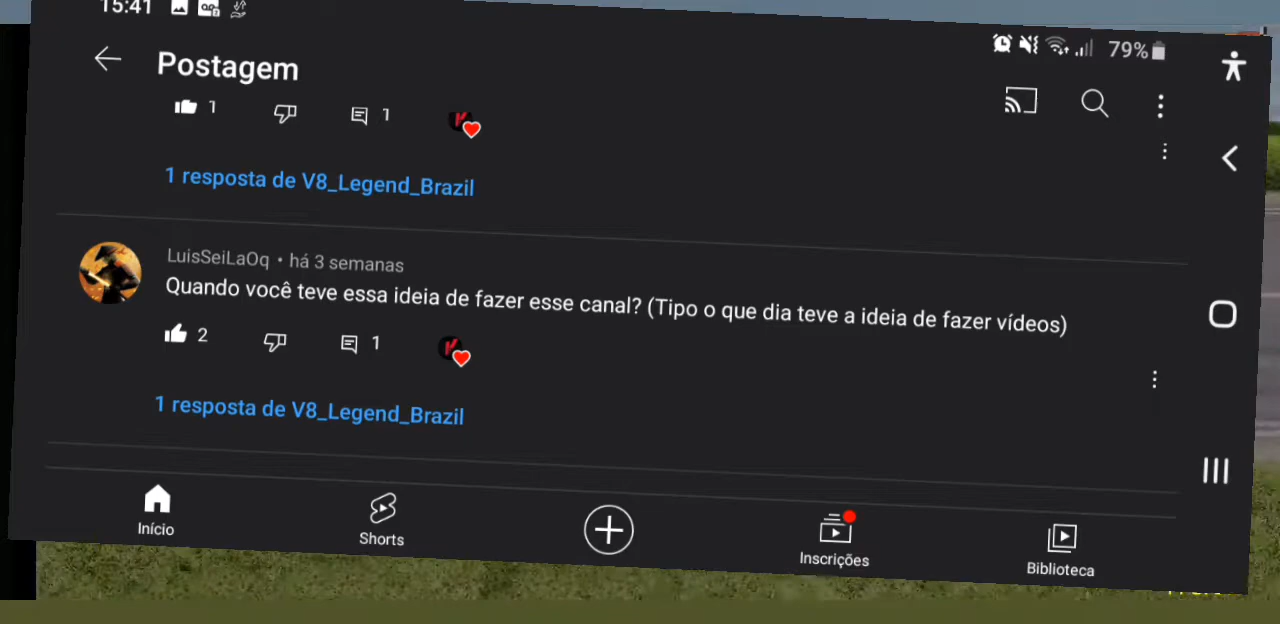 15:41
79%
Postagem
1
1
1 resposta de V8_Legend_Brazil
LuisSeiLaOq • há 3 semanas
Quando você teve essa ideia de fazer esse canal? (Tipo o que dia teve a ideia de fazer vídeos)
2
1
1 resposta de V8_Legend_Brazil
Início
Shorts
Inscrições
Biblioteca